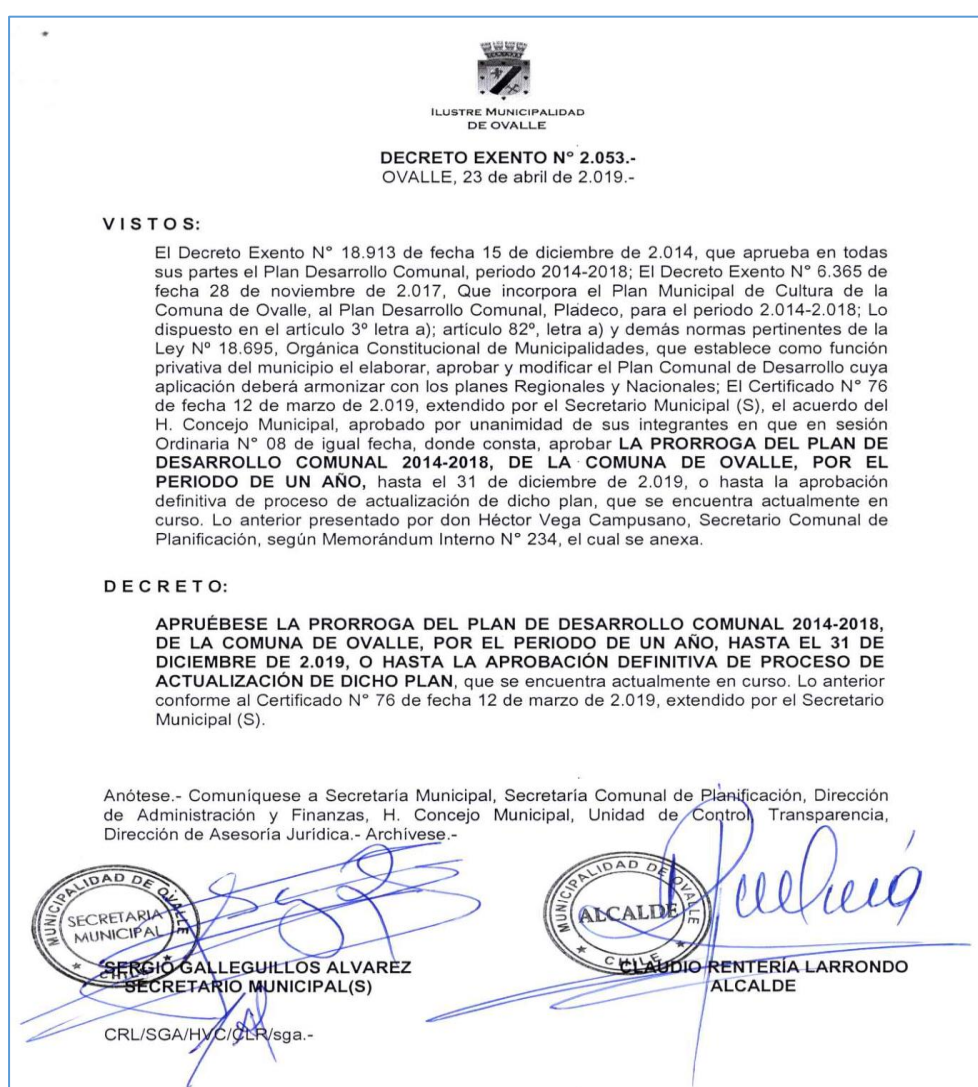 ILUSTRE MUNICIPALIDAD
DE OVALLE
DECRETO EXENTO N° 2.053.-
OVALLE, 23 de abril de 2.019.-
V I S T O S:
El Decreto Exento N° 18.913 de fecha 15 de diciembre de 2.014, que aprueba en todas
sus partes el Plan Desarrollo Comunal, periodo 2014-2018; El Decreto Exento N° 6.365 de
fecha 28 de noviembre de 2.017, Que incorpora el Plan Municipal de Cultura de la
Comuna de Ovalle, al Plan Desarrollo Comunal, Pladeco, para el periodo 2.014-2.018; Lo
dispuesto en el artículo 3º letra a); artículo 82º, letra a) y demás normas pertinentes de la
Ley Nº 18.695, Orgánica Constitucional de Municipalidades, que establece como función
privativa del municipio el elaborar, aprobar y modificar el Plan Comunal de Desarrollo cuya
aplicación deberá armonizar con los planes Regionales y Nacionales; El Certificado N° 76
de fecha 12 de marzo de 2.019, extendido por el Secretario Municipal (S), el acuerdo del
H. Concejo Municipal, aprobado por unanimidad de sus integrantes en que en sesión
Ordinaria N° 08 de igual fecha, donde consta, aprobar LA PRORROGA DEL PLAN DE
DESARROLLO COMUNAL 2014-2018, DE LA COMUNA DE OVALLE, POR EL
PERIODO DE UN AÑO, hasta el 31 de diciembre de 2.019, o hasta la aprobación
definitiva de proceso de actualización de dicho plan, que se encuentra actualmente en
curso. Lo anterior presentado por don Héctor Vega Campusano, Secretario Comunal de
Planificación, según Memorándum Interno N° 234, el cual se anexa.
D E C R E T O:
APRUÉBESE LA PRORROGA DEL PLAN DE DESARROLLO COMUNAL 2014-2018,
DE LA COMUNA DE OVALLE, POR EL PERIODO DE UN AÑO, HASTA EL 31 DE
DICIEMBRE DE 2.019, O HASTA LA APROBACIÓN DEFINITIVA DE PROCESO DE
ACTUALIZACIÓN DE DICHO PLAN, que se encuentra actualmente en curso. Lo anterior
conforme al Certificado N° 76 de fecha 12 de marzo de 2.019, extendido por el Secretario
Municipal (S).
Anótese.- Comuníquese a Secretaría Municipal, Secretaría Comunal de Planificación, Dirección
de Administración y Finanzas, H. Concejo Municipal, Unidad de Control, Transparencia,
Dirección de Asesoría Jurídica.- Archívese.-
MUNICIPALIDAD DE OVALLE
SECRETARIA
MUNICIPAL
CHILE
MUNICIPALIDAD DE OVALLE
ALCALDE
CHILE
SERGIO GALLEGUILLOS ALVAREZ
SECRETARIO MUNICIPAL(S)
CLAUDIO RENTERÍA LARRONDO
ALCALDE
CRL/SGA/HVC/CLR/sga.-